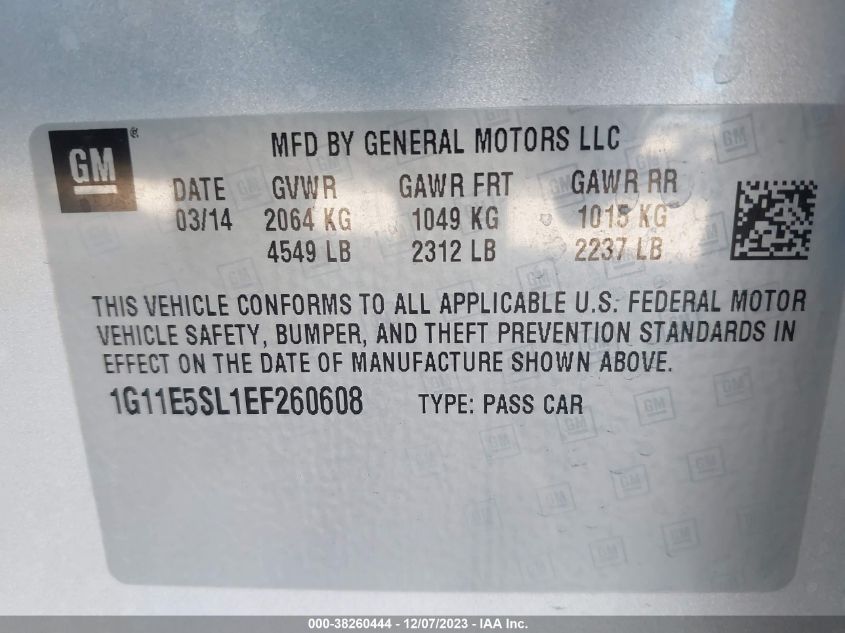 GM®
MFD BY GENERAL MOTORS LLC
DATE GVWR GAWR FRT GAWR RR
03/14 2064 KG 1049 KG 1015 KG
4549 LB 2312 LB 2237 LB
THIS VEHICLE CONFORMS TO ALL APPLICABLE U.S. FEDERAL MOTOR
VEHICLE SAFETY, BUMPER, AND THEFT PREVENTION STANDARDS IN
EFFECT ON THE DATE OF MANUFACTURE SHOWN ABOVE.
1G11E5SL1EF260608 TYPE: PASS CAR
000-38260444 - 12/07/2023 - IAA Inc.